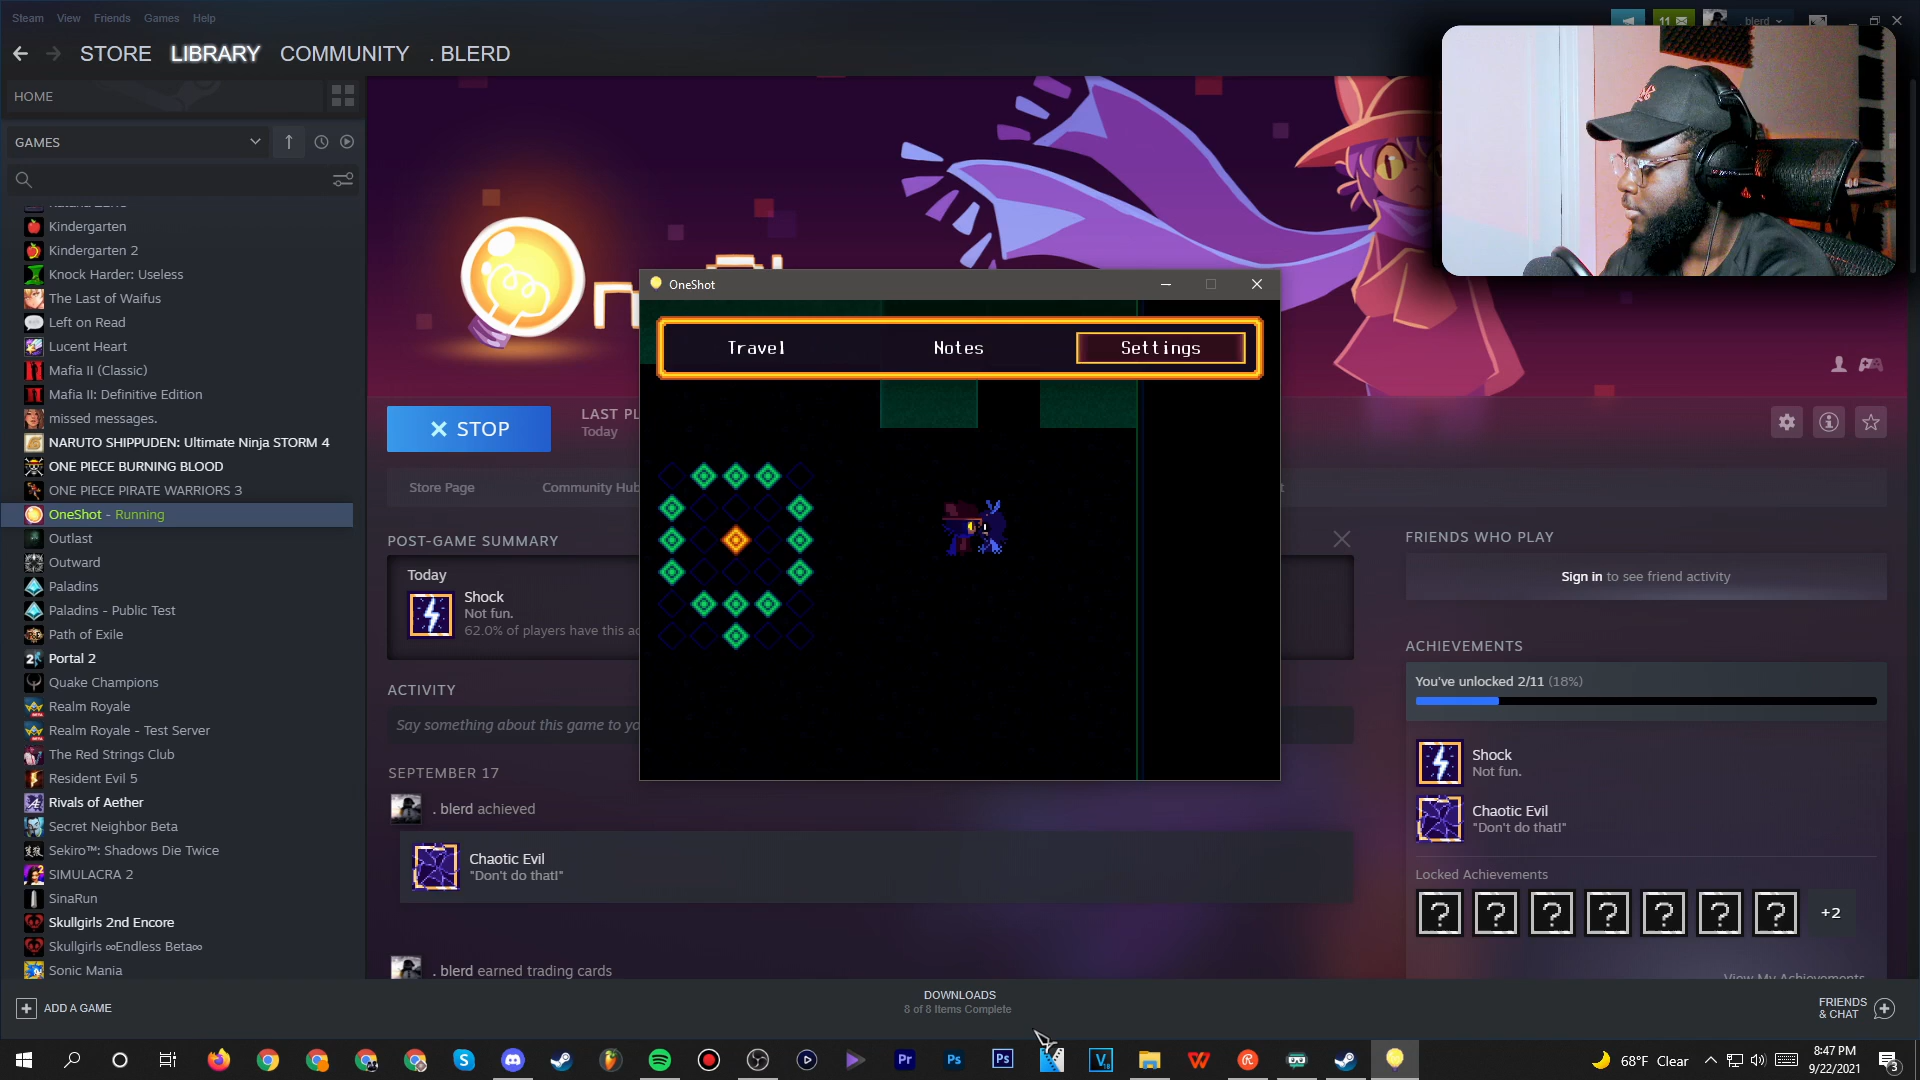 Steam View Friends Games Help
11 blerd
STORE LIBRARY COMMUNITY . BLERD
HOME
GAMES
Kindergarten
Kindergarten 2
Knock Harder: Useless
The Last of Waifus
Left on Read
Lucent Heart
Mafia II (Classic)
Mafia II: Definitive Edition
missed messages.
NARUTO SHIPPUDEN: Ultimate Ninja STORM 4
ONE PIECE BURNING BLOOD
ONE PIECE PIRATE WARRIORS 3
OneShot - Running
Outlast
Outward
Paladins
Paladins - Public Test
Path of Exile
Portal 2
Quake Champions
Realm Royale
Realm Royale - Test Server
The Red Strings Club
Resident Evil 5
Rivals of Aether
Secret Neighbor Beta
Sekiro™: Shadows Die Twice
SIMULACRA 2
SinaRun
Skullgirls 2nd Encore
Skullgirls ∞Endless Beta∞
Sonic Mania
ADD A GAME
OneShot
Travel Notes Settings
STOP
LAST PL
Today
Store Page Community Hub
POST-GAME SUMMARY
Today
Shock
Not fun.
62.0% of players have this ac
ACTIVITY
Say something about this game to yo
SEPTEMBER 17
. blerd achieved
Chaotic Evil
"Don't do that!"
. blerd earned trading cards
FRIENDS WHO PLAY
Sign in to see friend activity
ACHIEVEMENTS
You've unlocked 2/11 (18%)
Shock
Not fun.
Chaotic Evil
"Don't do that!"
Locked Achievements
? ? ? ? ? ? ? +2
View My Achievements
DOWNLOADS
8 of 8 Items Complete
FRIENDS
& CHAT
68°F Clear
8:47 PM
9/22/2021
3